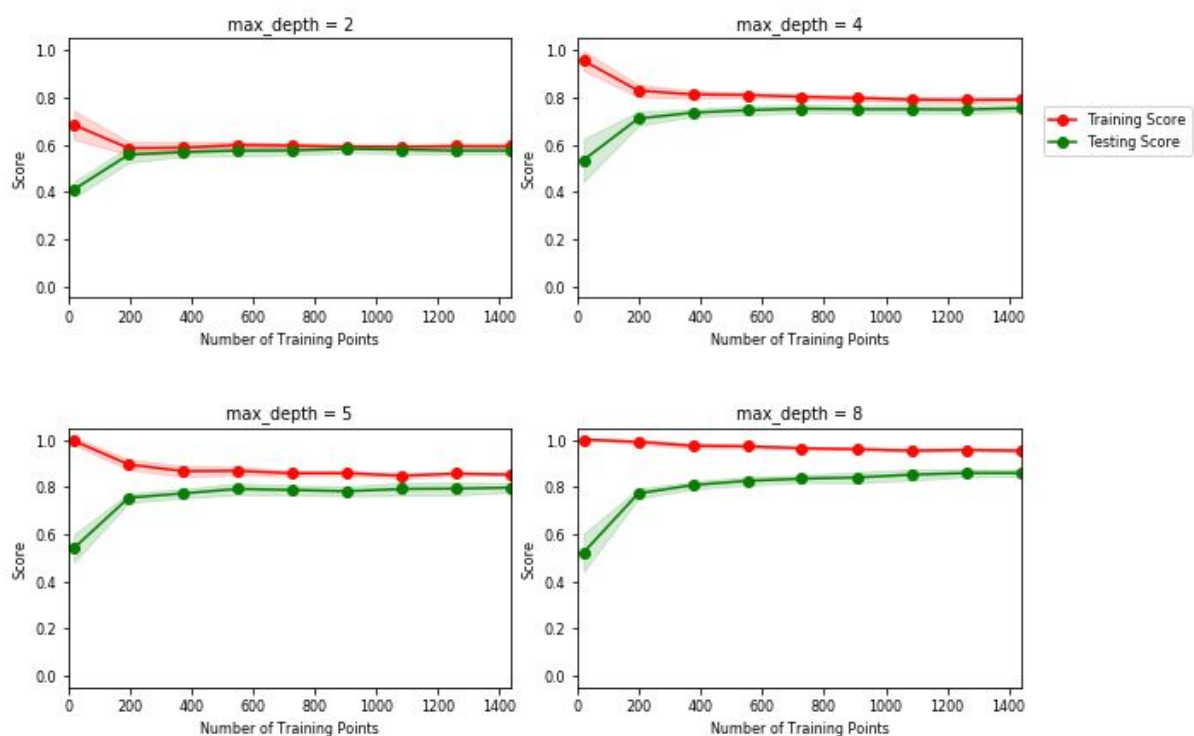 max_depth = 2
1.0
0.8
0.6
0.4
0.2
0.0
Score
0 200 400 600 800 1000 1200 1400
Number of Training Points
max_depth = 4
1.0
0.8
0.6
0.4
0.2
0.0
Score
0 200 400 600 800 1000 1200 1400
Number of Training Points
Training Score
Testing Score
max_depth = 5
1.0
0.8
0.6
0.4
0.2
0.0
Score
0 200 400 600 800 1000 1200 1400
Number of Training Points
max_depth = 8
1.0
0.8
0.6
0.4
0.2
0.0
Score
0 200 400 600 800 1000 1200 1400
Number of Training Points